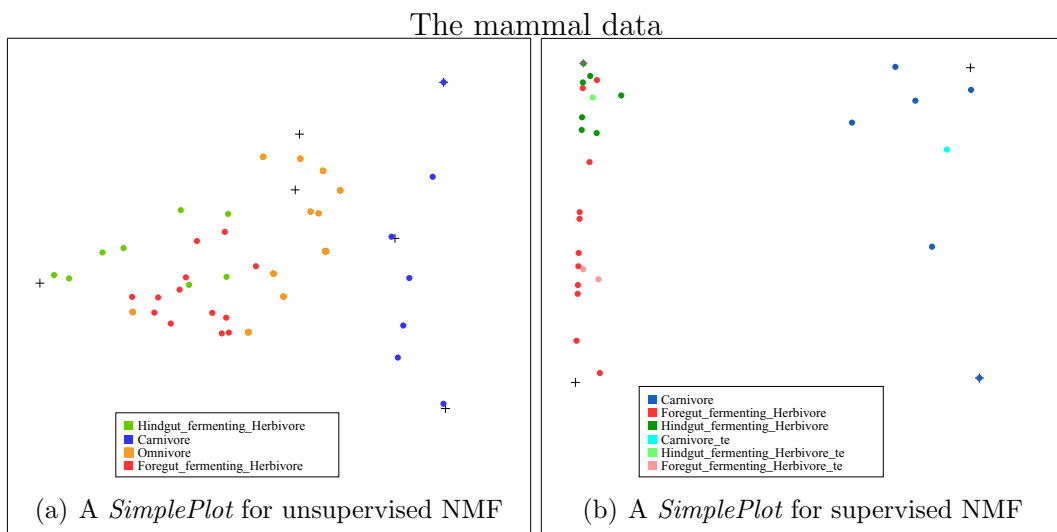 The mammal data
Hindgut_fermenting_Herbivore
Carnivore
Omnivore
Foregut_fermenting_Herbivore
(a) A SimplePlot for unsupervised NMF
Carnivore
Foregut_fermenting_Herbivore
Hindgut_fermenting_Herbivore
Carnivore_te
Hindgut_fermenting_Herbivore_te
Foregut_fermenting_Herbivore_te
(b) A SimplePlot for supervised NMF